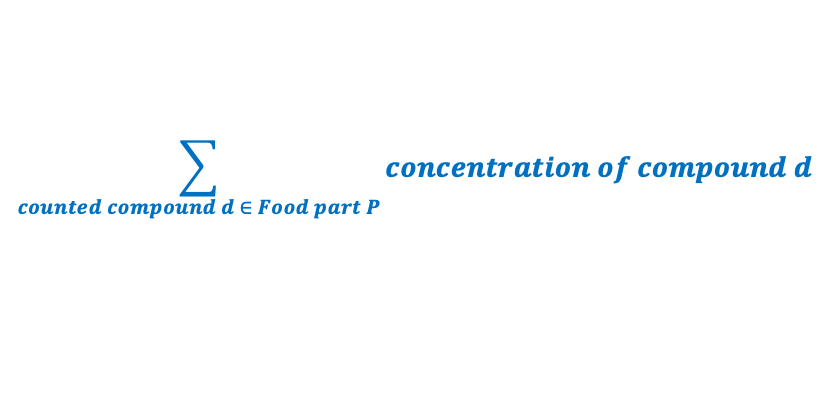 ∑ concentration of compound d
counted compound d ∈ Food part P